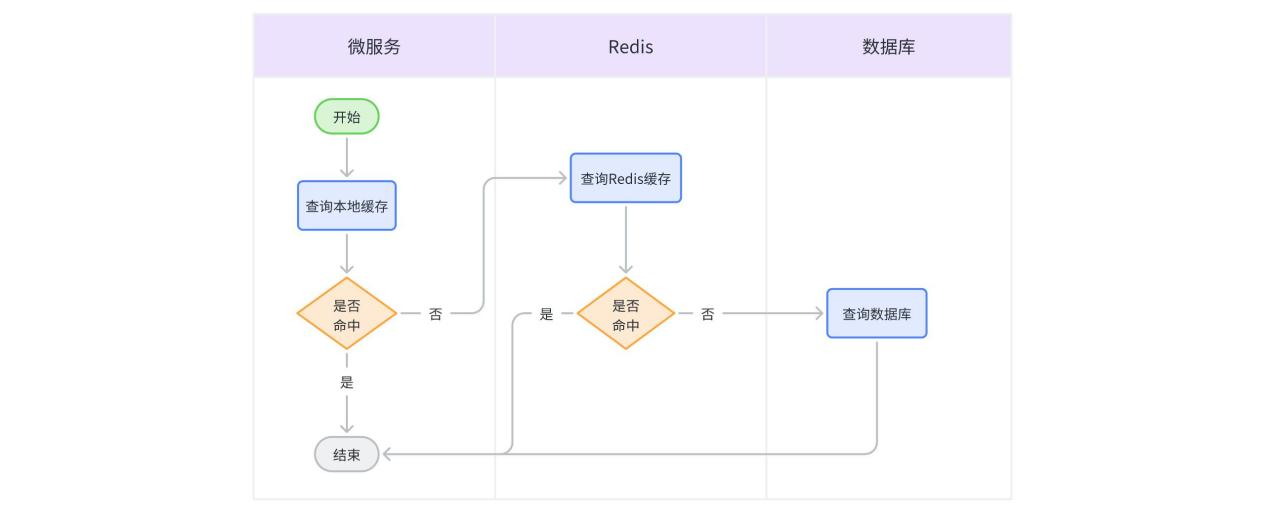 微服务
Redis
数据库
开始
查询本地缓存
查询Redis缓存
是否
命中
否
是
是否
命中
否
查询数据库
是
结束